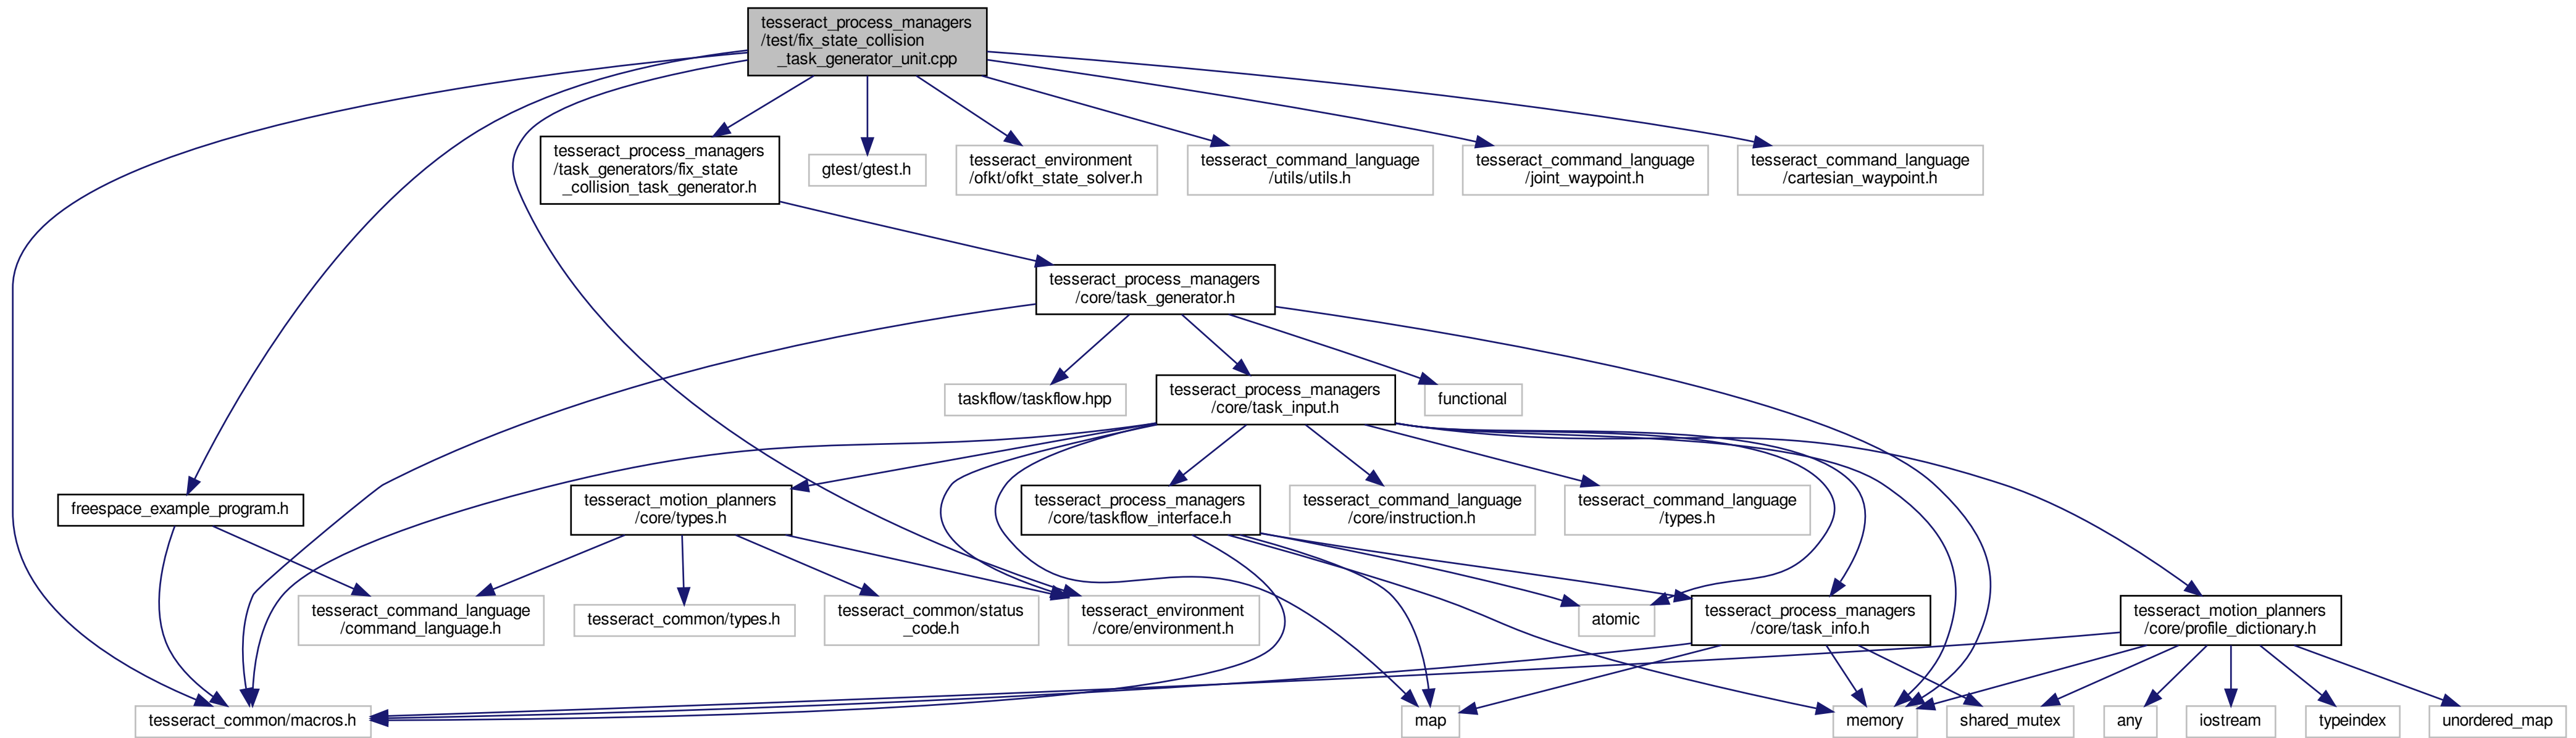 tesseract_process_managers
/test/fix_state_collision
_task_generator_unit.cpp
tesseract_process_managers
/task_generators/fix_state
_collision_task_generator.h
gtest/gtest.h
tesseract_environment
/ofkt/ofkt_state_solver.h
tesseract_command_language
/utils/utils.h
tesseract_command_language
/joint_waypoint.h
tesseract_command_language
/cartesian_waypoint.h
tesseract_process_managers
/core/task_generator.h
taskflow/taskflow.hpp
tesseract_process_managers
/core/task_input.h
functional
freespace_example_program.h
tesseract_motion_planners
/core/types.h
tesseract_process_managers
/core/taskflow_interface.h
tesseract_command_language
/core/instruction.h
tesseract_command_language
/types.h
tesseract_command_language
/command_language.h
tesseract_common/types.h
tesseract_common/status
_code.h
tesseract_environment
/core/environment.h
atomic
tesseract_process_managers
/core/task_info.h
tesseract_motion_planners
/core/profile_dictionary.h
tesseract_common/macros.h
map
memory
shared_mutex
any
iostream
typeindex
unordered_map